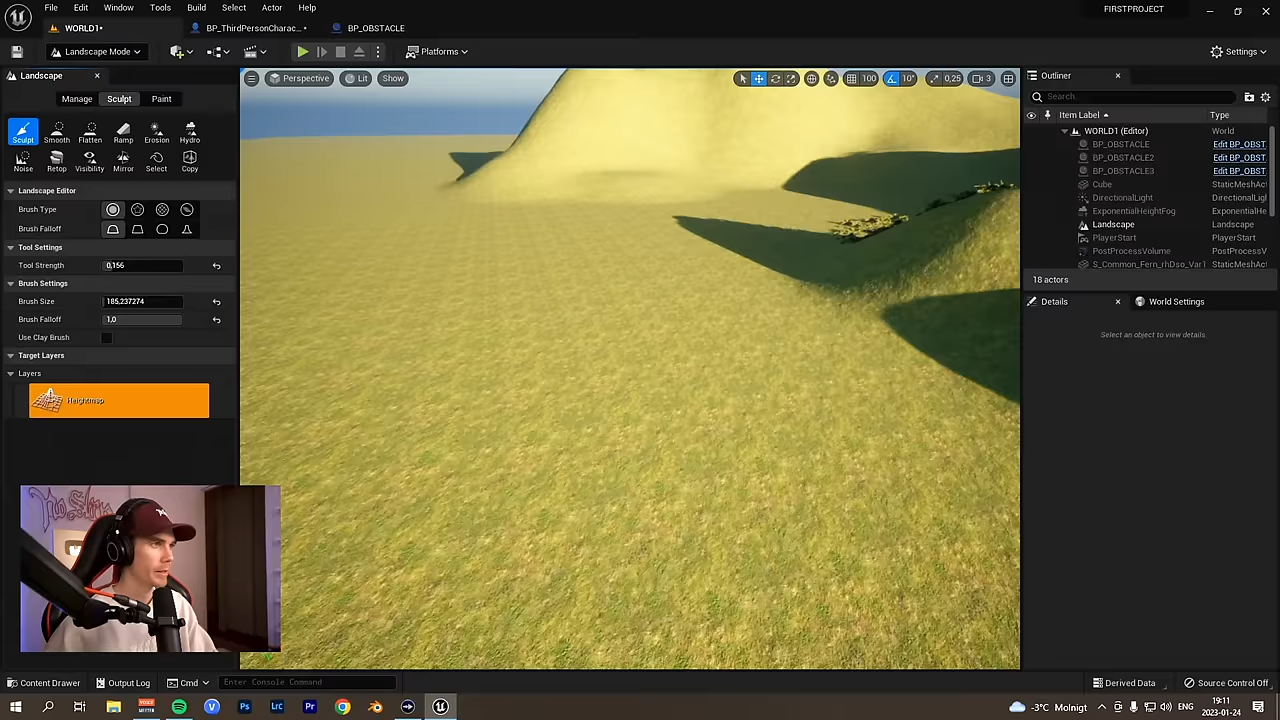 File Edit Window Tools Build Select Actor Help
FIRSTPROJECT
WORLD1*
BP_ThirdPersonCharac...*
BP_OBSTACLE
Landscape Mode
Platforms
Settings
Landscape
Manage Sculpt Paint
Sculpt Smooth Flatten Ramp Erosion Hydro
Noise Retop Visibility Mirror Select Copy
Landscape Editor
Brush Type
Brush Falloff
Tool Settings
Tool Strength 0,156
Brush Settings
Brush Size 185,237274
Brush Falloff 1,0
Use Clay Brush
Target Layers
Layers
Heightmap
Perspective Lit Show
100 10° 0,25 3
Outliner
Search...
Item Label Type
WORLD1 (Editor) World
BP_OBSTACLE Edit BP_OBST
BP_OBSTACLE2 Edit BP_OBST
BP_OBSTACLE3 Edit BP_OBST
Cube StaticMeshAc
DirectionalLight DirectionalLigl
ExponentialHeightFog ExponentialHe
Landscape Landscape
PlayerStart PlayerStart
PostProcessVolume PostProcessV
S_Common_Fern_rhDso_Var1 StaticMeshAc
18 actors
Details
World Settings
Select an object to view details.
Content Drawer
Output Log
Cmd
Enter Console Command
Derived Data
Source Control Off
-3°C Molnigt
ENG
19:11
2023-01-24